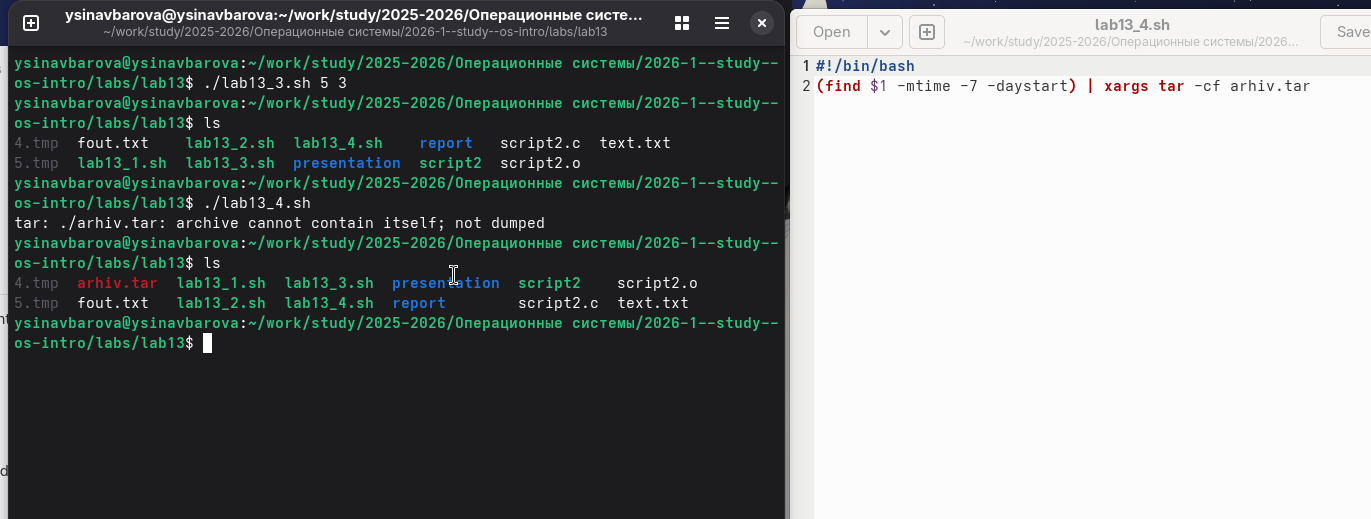 ysinavbarova@ysinavbarova:~/work/study/2025-2026/Операционные систе...
~/work/study/2025-2026/Операционные системы/2026-1--study--os-intro/labs/lab13
ysinavbarova@ysinavbarova:~/work/study/2025-2026/Операционные системы/2026-1--study--
os-intro/labs/lab13$ ./lab13_3.sh 5 3
ysinavbarova@ysinavbarova:~/work/study/2025-2026/Операционные системы/2026-1--study--
os-intro/labs/lab13$ ls
4.tmp  fout.txt    lab13_2.sh  lab13_4.sh    report   script2.c  text.txt
5.tmp  lab13_1.sh  lab13_3.sh  presentation  script2  script2.o
ysinavbarova@ysinavbarova:~/work/study/2025-2026/Операционные системы/2026-1--study--
os-intro/labs/lab13$ ./lab13_4.sh
tar: ./arhiv.tar: archive cannot contain itself; not dumped
ysinavbarova@ysinavbarova:~/work/study/2025-2026/Операционные системы/2026-1--study--
os-intro/labs/lab13$ ls
4.tmp  arhiv.tar  lab13_1.sh  lab13_3.sh  presentation  script2    script2.o
5.tmp  fout.txt   lab13_2.sh  lab13_4.sh  report        script2.c  text.txt
ysinavbarova@ysinavbarova:~/work/study/2025-2026/Операционные системы/2026-1--study--
os-intro/labs/lab13$
Open
lab13_4.sh
~/work/study/2025-2026/Операционные системы/2026...
Save
1 #!/bin/bash
2 (find $1 -mtime -7 -daystart) | xargs tar -cf arhiv.tar